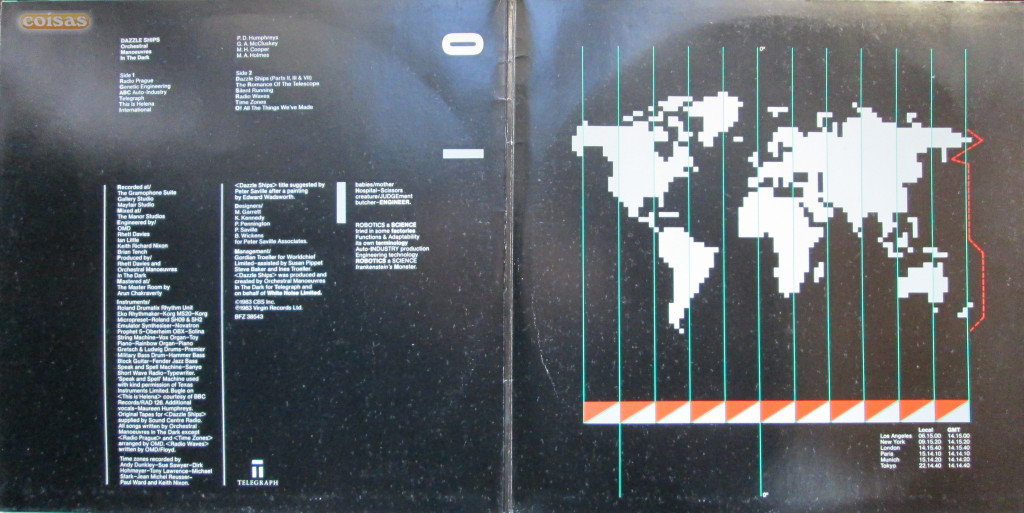 coisas
DAZZLE SHIPS
Orchestral
Manoeuvres
In The Dark
P. D. Humphreys
G. A. McCluskey
M. H. Cooper
M. A. Holmes
Side 1
Radio Prague
Genetic Engineering
ABC Auto-Industry
Telegraph
This is Helena
International
Side 2
Dazzle Ships (Parts II, III & VII)
The Romance Of The Telescope
Silent Running
Radio Waves
Time Zones
Of All The Things We've Made
Recorded at/
The Gramophone Suite
Gallery Studio
Mayfair Studio
Mixed at/
The Manor Studios
Engineered by/
OMD
Rhett Davies
Ian Little
Keith Richard Nixon
Brian Tench
Produced by/
Rhett Davies and
Orchestral Manoeuvres
In The Dark
Mastered at/
The Master Room by
Arun Chakraverty
Instruments/
Roland Drumatix Rhythm Unit
Eko Rhythmaker–Korg M500–Korg
Micropreset–Roland SH09 & SH2
Emulator Synthesiser–Novatron
Prophet 5–Oberheim OBX–Solina
String Machine–Vox Organ–Toy
Piano–Rainbow Organ–Piano
Gretsch & Ludwig Drums–Premier
Military Bass Drum–Hammer Bass
Block Guitar–Fender Jazz Bass
Speak and Spell Machine–Sanyo
Short Wave Radio–Typewriter.
'Speak and Spell' Machine used
with kind permission of Texas
Instruments Limited. Bugle on
<This is Helena> courtesy of BBC
Records/RAD 126. Additional
vocals–Maureen Humphreys.
Original Tapes for <Dazzle Ships>
supplied by Sound Centre Radio.
All songs written by Orchestral
Manoeuvres In The Dark except
<Radio Prague> and <Time Zones>
arranged by OMD. <Radio Waves>
written by OMD/Floyd.
Time zones recorded by
Andy Dunkley–Sue Sawyer–Dirk
Hohmeyer–Tony Lawrence–Michael
Stark–Jean Michel Reusser–
Paul Ward and Keith Nixon.
<Dazzle Ships> title suggested by
Peter Saville after a painting
by Edward Wadsworth.
Designers/
M. Garrett
K. Kennedy
P. Pennington
P. Saville
B. Wickens
for Peter Saville Associates.
Management/
Gordian Troeller for Worldchief
Limited–assisted by Susan Pippet
Steve Baker and Ines Troeller.
<Dazzle Ships> was produced and
created by Orchestral Manoeuvres
In The Dark for Telegraph and
on behalf of White Noise Limited.
©1983 CBS Inc.
℗1983 Virgin Records Ltd.
BFZ 38543
TELEGRAPH
babies/mother
Hospital–Scissors
creature/JUDGEment
butcher–ENGINEER.
ROBOTICS & SCIENCE
tried in some factories
Functions & Adaptability
its own terminology
Auto-INDUSTRY production
Engineering technology
ROBOTICS & SCIENCE
frankenstein's Monster.
0°
0°
Local GMT
Los Angeles 06.15.00 14.15.00
New York 09.15.20 14.15.20
London 14.15.40 14.15.40
Paris 15.14.10 14.14.10
Munich 15.14.20 14.14.20
Tokyo 22.14.40 14.14.40